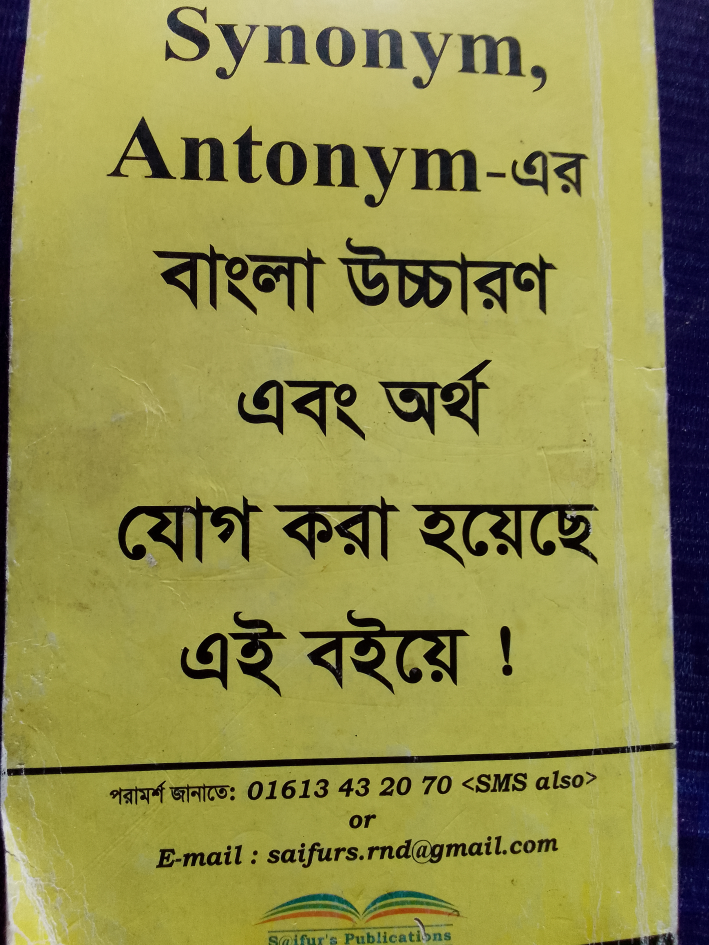 Synonym,
Antonym-এর
বাংলা উচ্চারণ
এবং অর্থ
যোগ করা হয়েছে
এই বইয়ে !
পরামর্শ জানাতে: 01613 43 20 70 <SMS also>
or
E-mail : saifurs.rnd@gmail.com
S@ifur's Publications